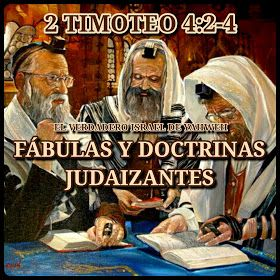 2 TIMOTEO 4:2-4
EL VERDADERO ISRAEL DE YAHWEH
FÁBULAS Y DOCTRINAS
JUDAIZANTES